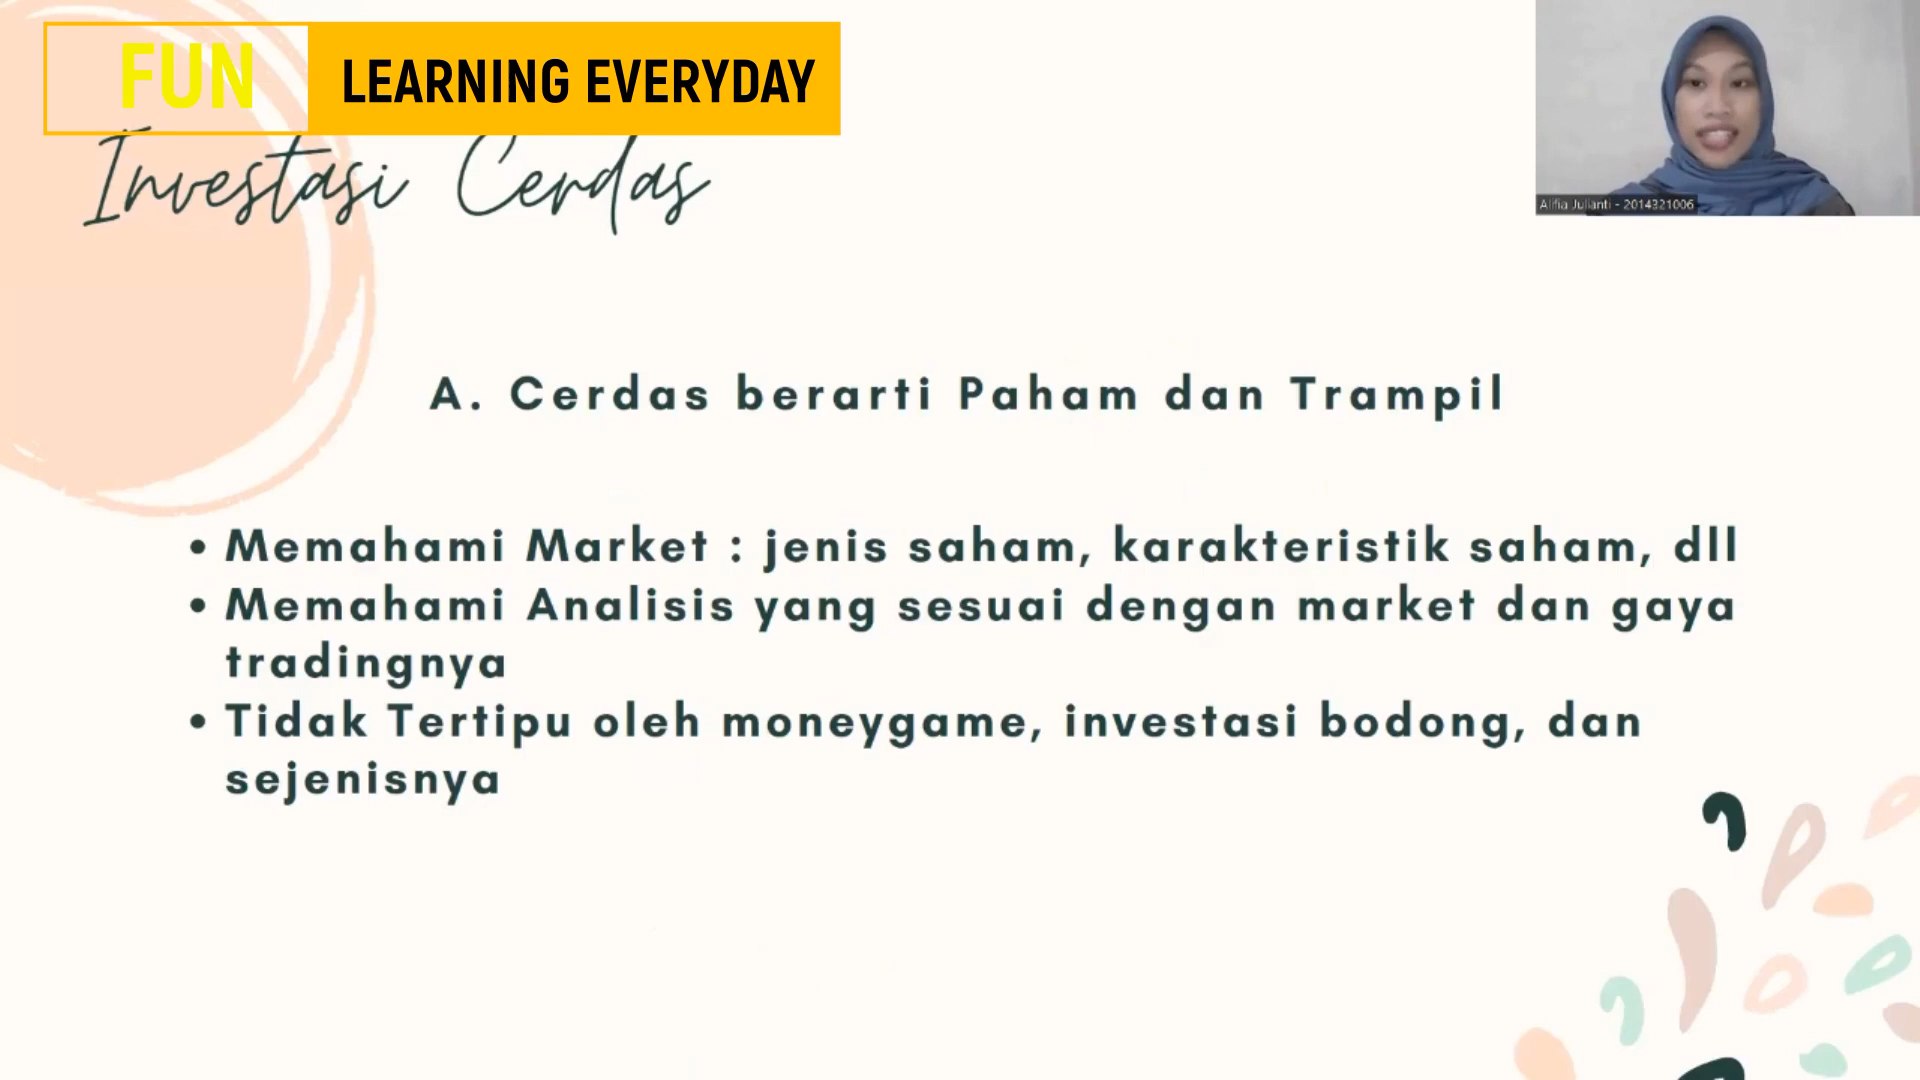 FUN LEARNING EVERYDAY
Investasi Cerdas
Alifia Julianti - 2014321006
A. Cerdas berarti Paham dan Trampil
• Memahami Market : jenis saham, karakteristik saham, dll
• Memahami Analisis yang sesuai dengan market dan gaya
tradingnya
• Tidak Tertipu oleh moneygame, investasi bodong, dan
sejenisnya